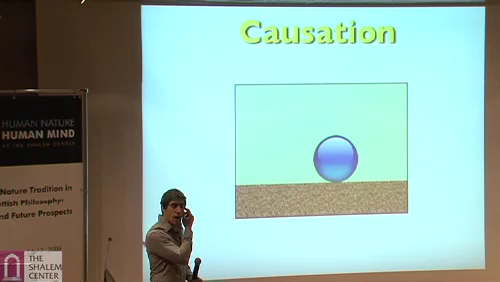 Causation
HUMAN NATURE
HUMAN MIND
AT THE SHALEM CENTER
Nature Tradition in
ttish Philosophy:
nd Future Prospects
THE
SHALEM
CENTER